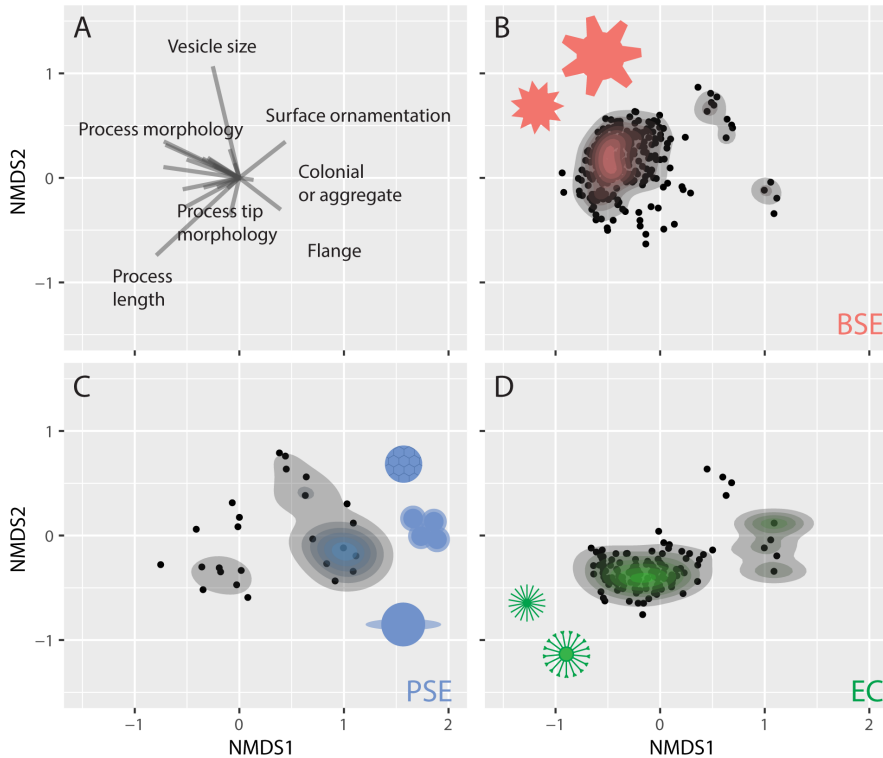 A
Vesicle size
Surface ornamentation
Process morphology
Colonial
or aggregate
Process tip
morphology
Flange
Process
length
NMDS2
1
0
−1
B
BSE
C
PSE
NMDS2
1
0
−1
−1
0
1
2
NMDS1
D
EC
−1
0
1
2
NMDS1